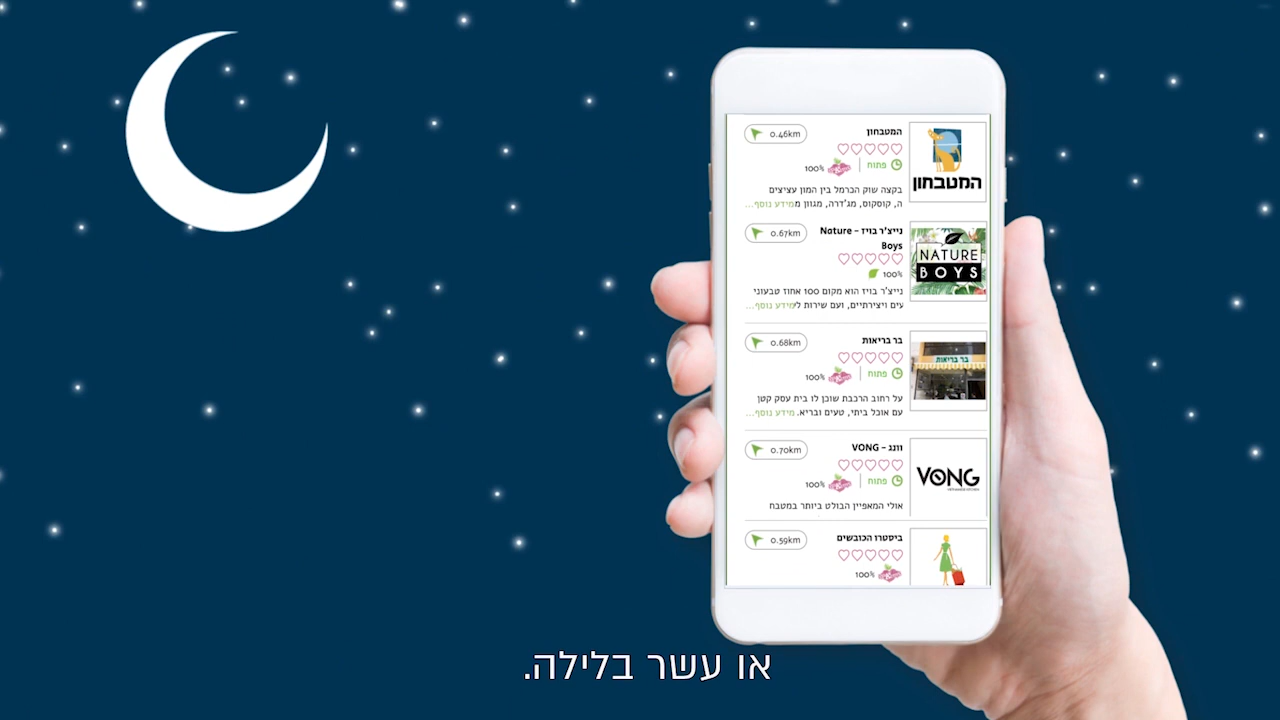 המטבחון
0.46km
פתוח
100%
בקצה שוק הכרמל בין המון עציצים
ה, קוסקוס, מג'דרה, מגוון ממידע נוסף...
המטבחון
נייצ'ר בויז - Nature
Boys
0.67km
100%
נייצ'ר בויז הוא מקום 100 אחוז טבעוני
עים ויצירתיים, ועם שירות לימידע נוסף...
NATURE
BOYS
בר בריאות
0.68km
פתוח
100%
על רחוב הרכבת שוכן לו בית עסק קטן
עם אוכל ביתי, טעים ובריא. מידע נוסף...
בר בריאות
וונג - VONG
0.70km
פתוח
100%
אולי המאפיין הבולט ביותר במטבח
VONG
ביסטרו הכובשים
0.59km
100%
או עשר בלילה.